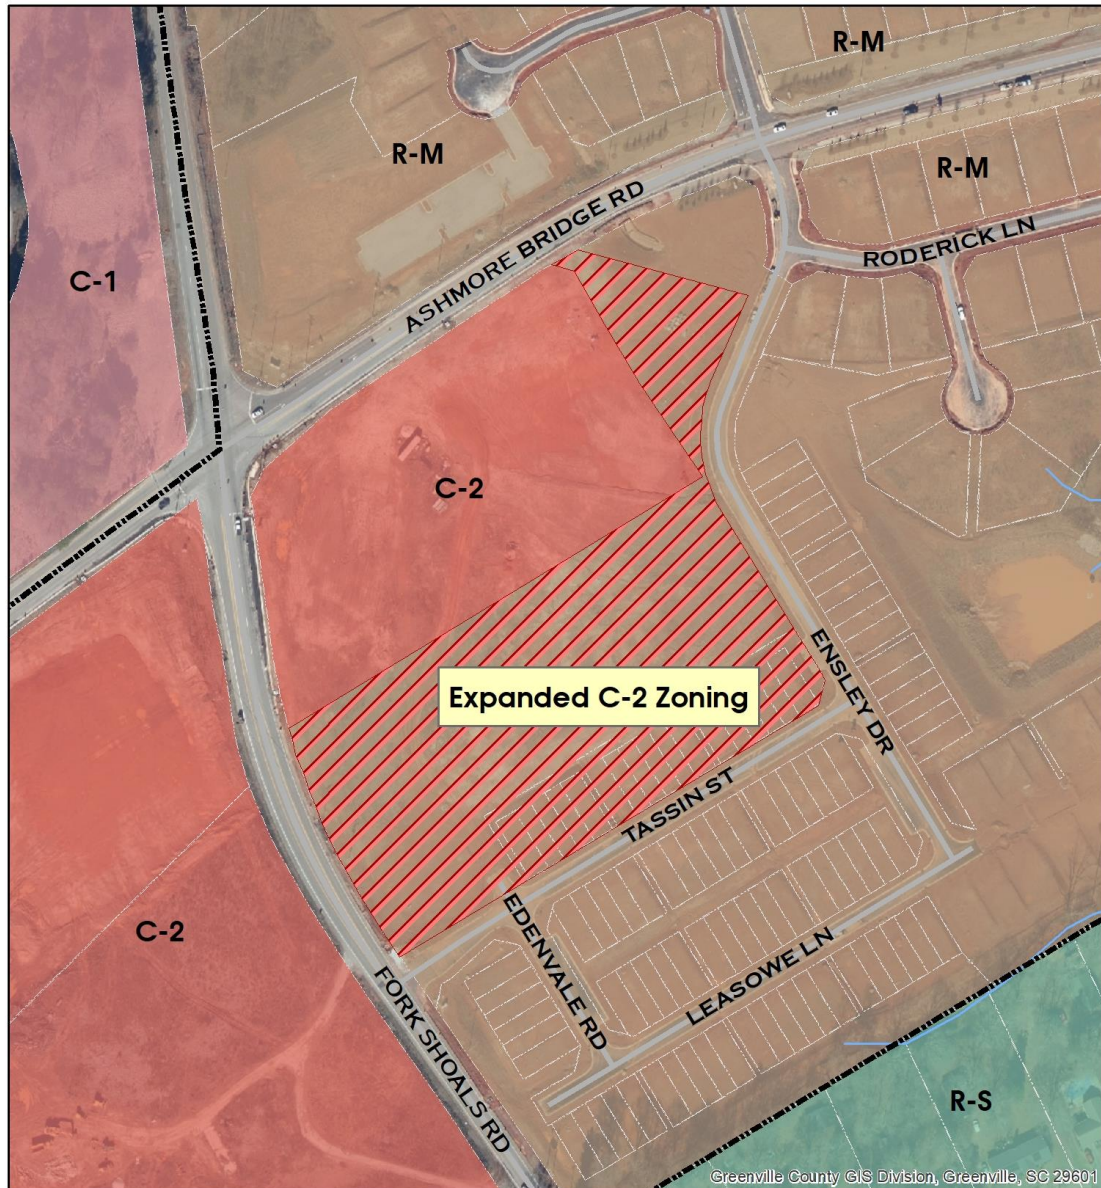 R-M
R-M
R-M
C-1
ASHMORE BRIDGE RD
RODERICK LN
C-2
Expanded C-2 Zoning
ENSLEY DR
TASSIN ST
EDENVALE RD
LEASOWE LN
C-2
FORK SHOALS RD
R-S
Greenville County GIS Division, Greenville, SC 29601